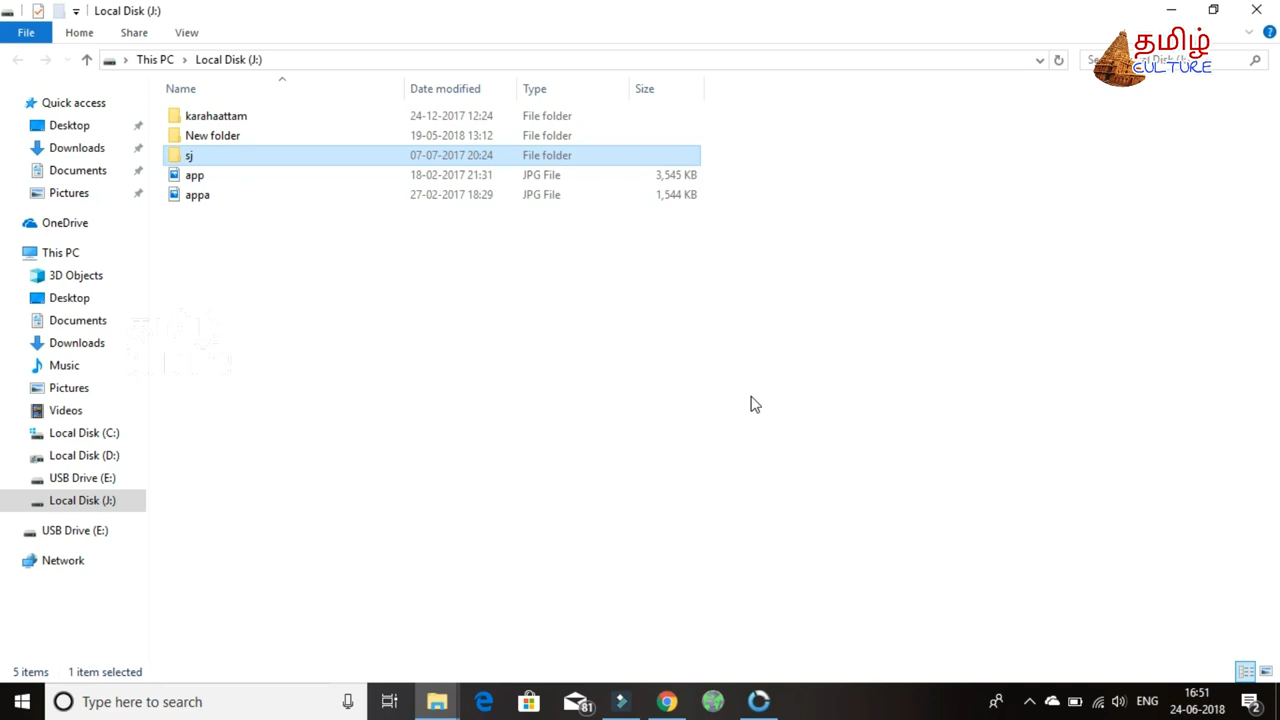 Local Disk (J:)
File Home Share View
This PC Local Disk (J:)
தமிழ்
CULTURE
Name Date modified Type Size
karahaattam 24-12-2017 12:24 File folder
New folder 19-05-2018 13:12 File folder
sj 07-07-2017 20:24 File folder
app 18-02-2017 21:31 JPG File 3,545 KB
appa 27-02-2017 18:29 JPG File 1,544 KB
Quick access
Desktop
Downloads
Documents
Pictures
OneDrive
This PC
3D Objects
Desktop
Documents
Downloads
Music
Pictures
Videos
Local Disk (C:)
Local Disk (D:)
USB Drive (E:)
Local Disk (J:)
USB Drive (E:)
Network
5 items 1 item selected
Type here to search
81
ENG
16:51
24-06-2018
2